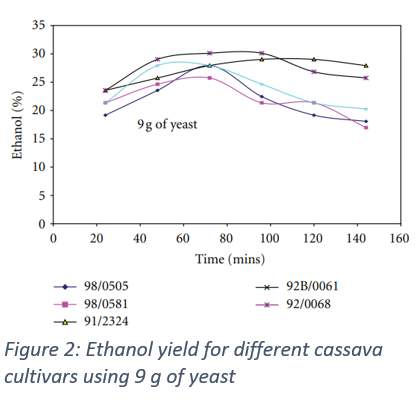 35
30
25
20
15
10
5
0
Ethanol (%)
9 g of yeast
0 20 40 60 80 100 120 140 160
Time (mins)
98/0505
98/0581
91/2324
92B/0061
92/0068
Figure 2: Ethanol yield for different cassava
cultivars using 9 g of yeast